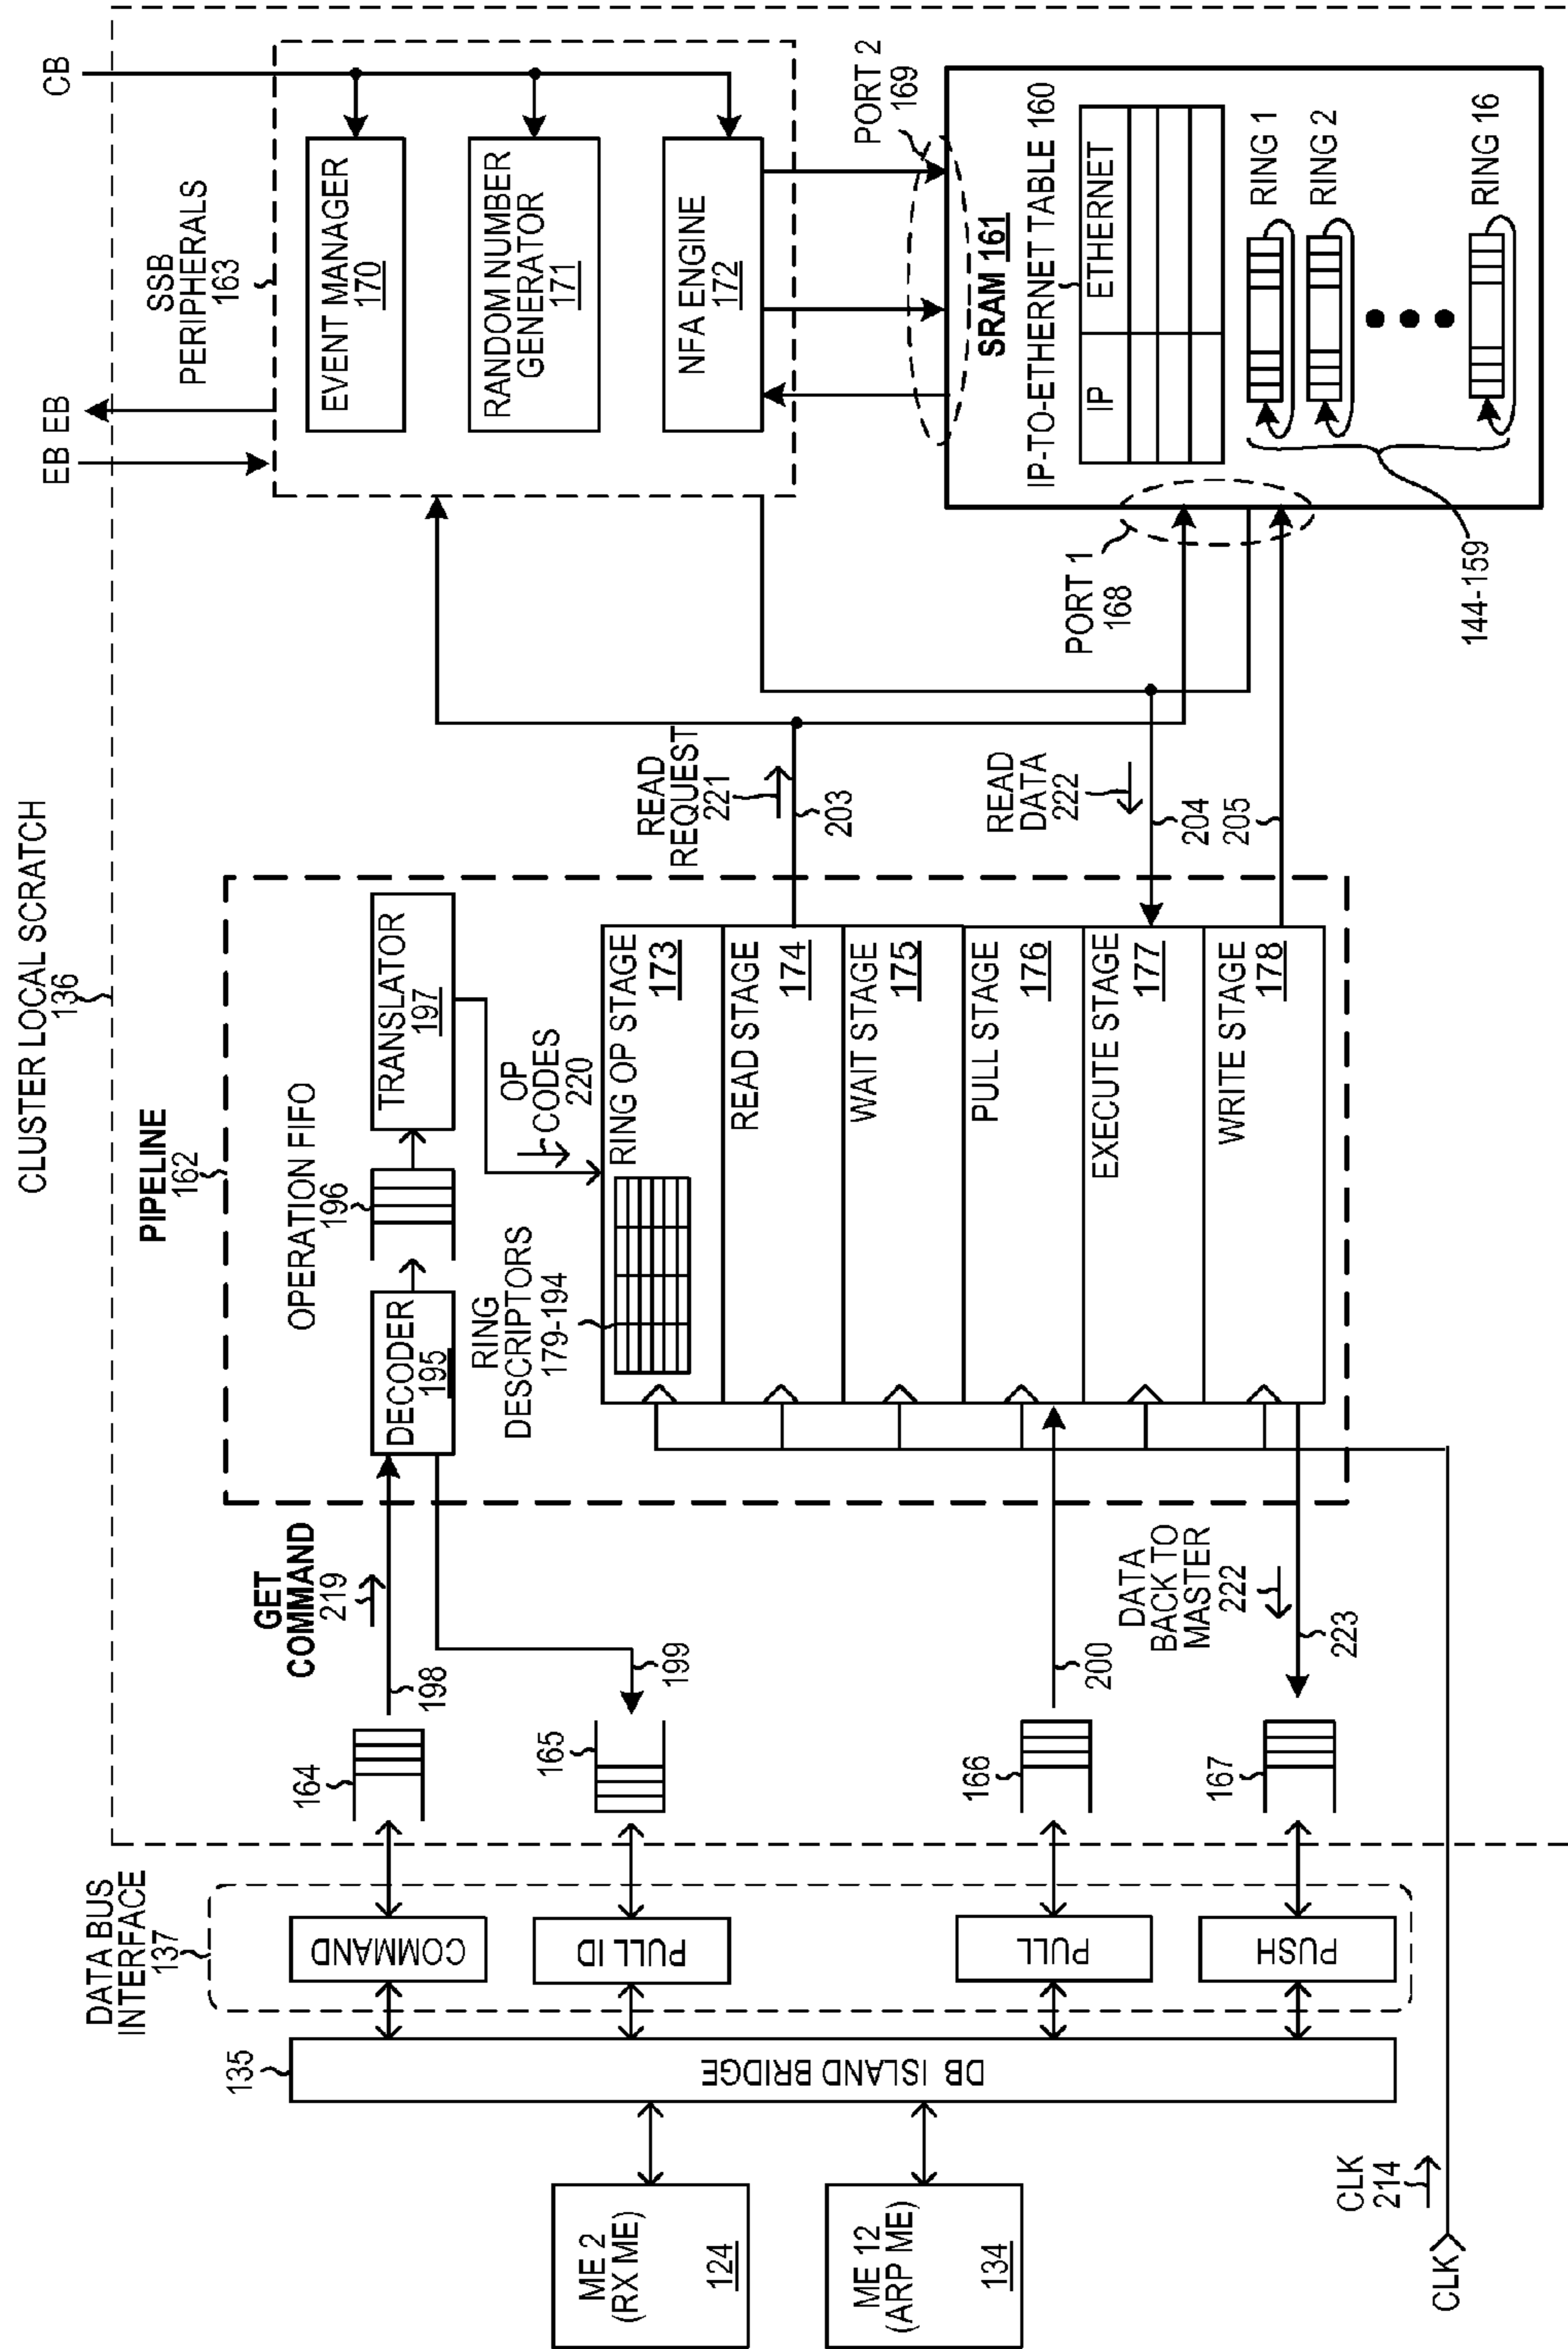 CLUSTER LOCAL SCRATCH
136
DATA BUS
INTERFACE
137
135
DB ISLAND BRIDGE
COMMAND
PULL ID
PULL
PUSH
ME 2
(RX ME)
124
ME 12
(ARP ME)
134
CLK
CLK
214
164
165
166
167
198
GET
COMMAND
219
199
200
DATA
BACK TO
MASTER
222
223
PIPELINE
162
DECODER
195
OPERATION FIFO
196
TRANSLATOR
197
OP
CODES
220
RING
DESCRIPTORS
179-194
RING OP STAGE
173
READ STAGE
174
WAIT STAGE
175
PULL STAGE
176
EXECUTE STAGE
177
WRITE STAGE
178
READ
REQUEST
221
203
READ
DATA
222
204
205
EB
EB
SSB
PERIPHERALS
163
CB
EVENT MANAGER
170
RANDOM NUMBER
GENERATOR
171
NFA ENGINE
172
PORT 2
169
PORT 1
168
SRAM 161
IP-TO-ETHERNET TABLE 160
IP
ETHERNET
RING 1
RING 2
RING 16
144-159